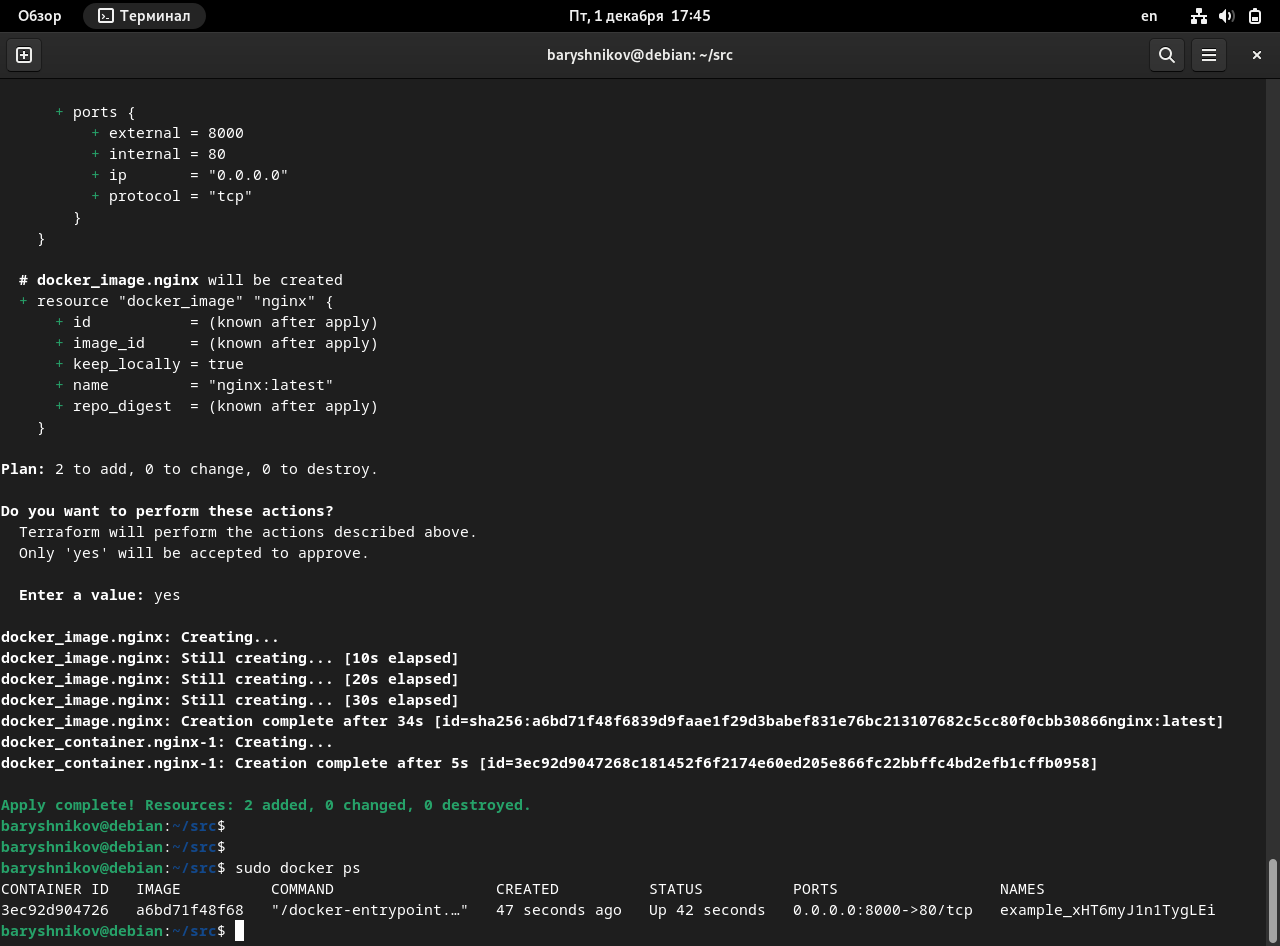 Обзор Терминал Пт, 1 декабря 17:45 en
baryshnikov@debian: ~/src
+ ports {
+ external = 8000
+ internal = 80
+ ip       = "0.0.0.0"
+ protocol = "tcp"
}
}
# docker_image.nginx will be created
+ resource "docker_image" "nginx" {
+ id           = (known after apply)
+ image_id     = (known after apply)
+ keep_locally = true
+ name         = "nginx:latest"
+ repo_digest  = (known after apply)
}
Plan: 2 to add, 0 to change, 0 to destroy.
Do you want to perform these actions?
Terraform will perform the actions described above.
Only 'yes' will be accepted to approve.
Enter a value: yes
docker_image.nginx: Creating...
docker_image.nginx: Still creating... [10s elapsed]
docker_image.nginx: Still creating... [20s elapsed]
docker_image.nginx: Still creating... [30s elapsed]
docker_image.nginx: Creation complete after 34s [id=sha256:a6bd71f48f6839d9faae1f29d3babef831e76bc213107682c5cc80f0cbb30866nginx:latest]
docker_container.nginx-1: Creating...
docker_container.nginx-1: Creation complete after 5s [id=3ec92d9047268c181452f6f2174e60ed205e866fc22bbffc4bd2efb1cffb0958]
Apply complete! Resources: 2 added, 0 changed, 0 destroyed.
baryshnikov@debian:~/src$
baryshnikov@debian:~/src$
baryshnikov@debian:~/src$ sudo docker ps
CONTAINER ID   IMAGE          COMMAND                  CREATED          STATUS          PORTS                  NAMES
3ec92d904726   a6bd71f48f68   "/docker-entrypoint.…"   47 seconds ago   Up 42 seconds   0.0.0.0:8000->80/tcp   example_xHT6myJ1n1TygLEi
baryshnikov@debian:~/src$